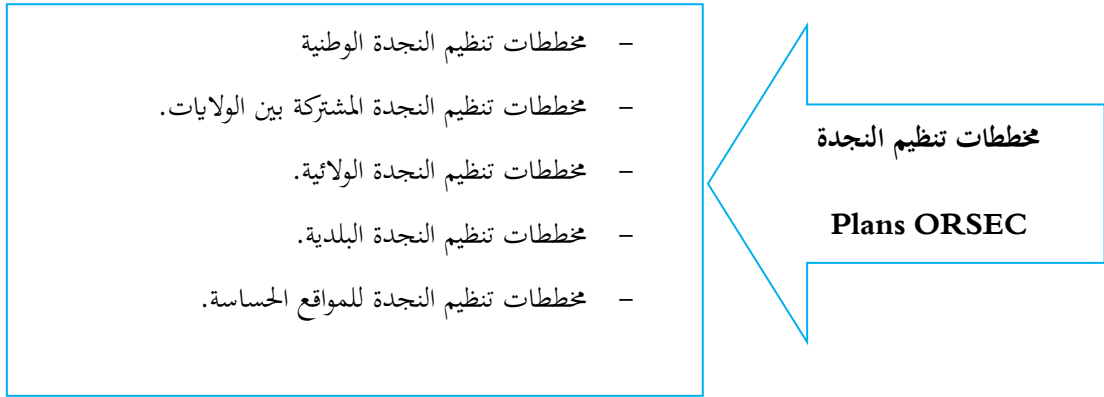 مخططات تنظيم النجدة
Plans ORSEC
– مخططات تنظيم النجدة الوطنية
– مخططات تنظيم النجدة المشتركة بين الولايات.
– مخططات تنظيم النجدة الولائية.
– مخططات تنظيم النجدة البلدية.
– مخططات تنظيم النجدة للمواقع الحساسة.